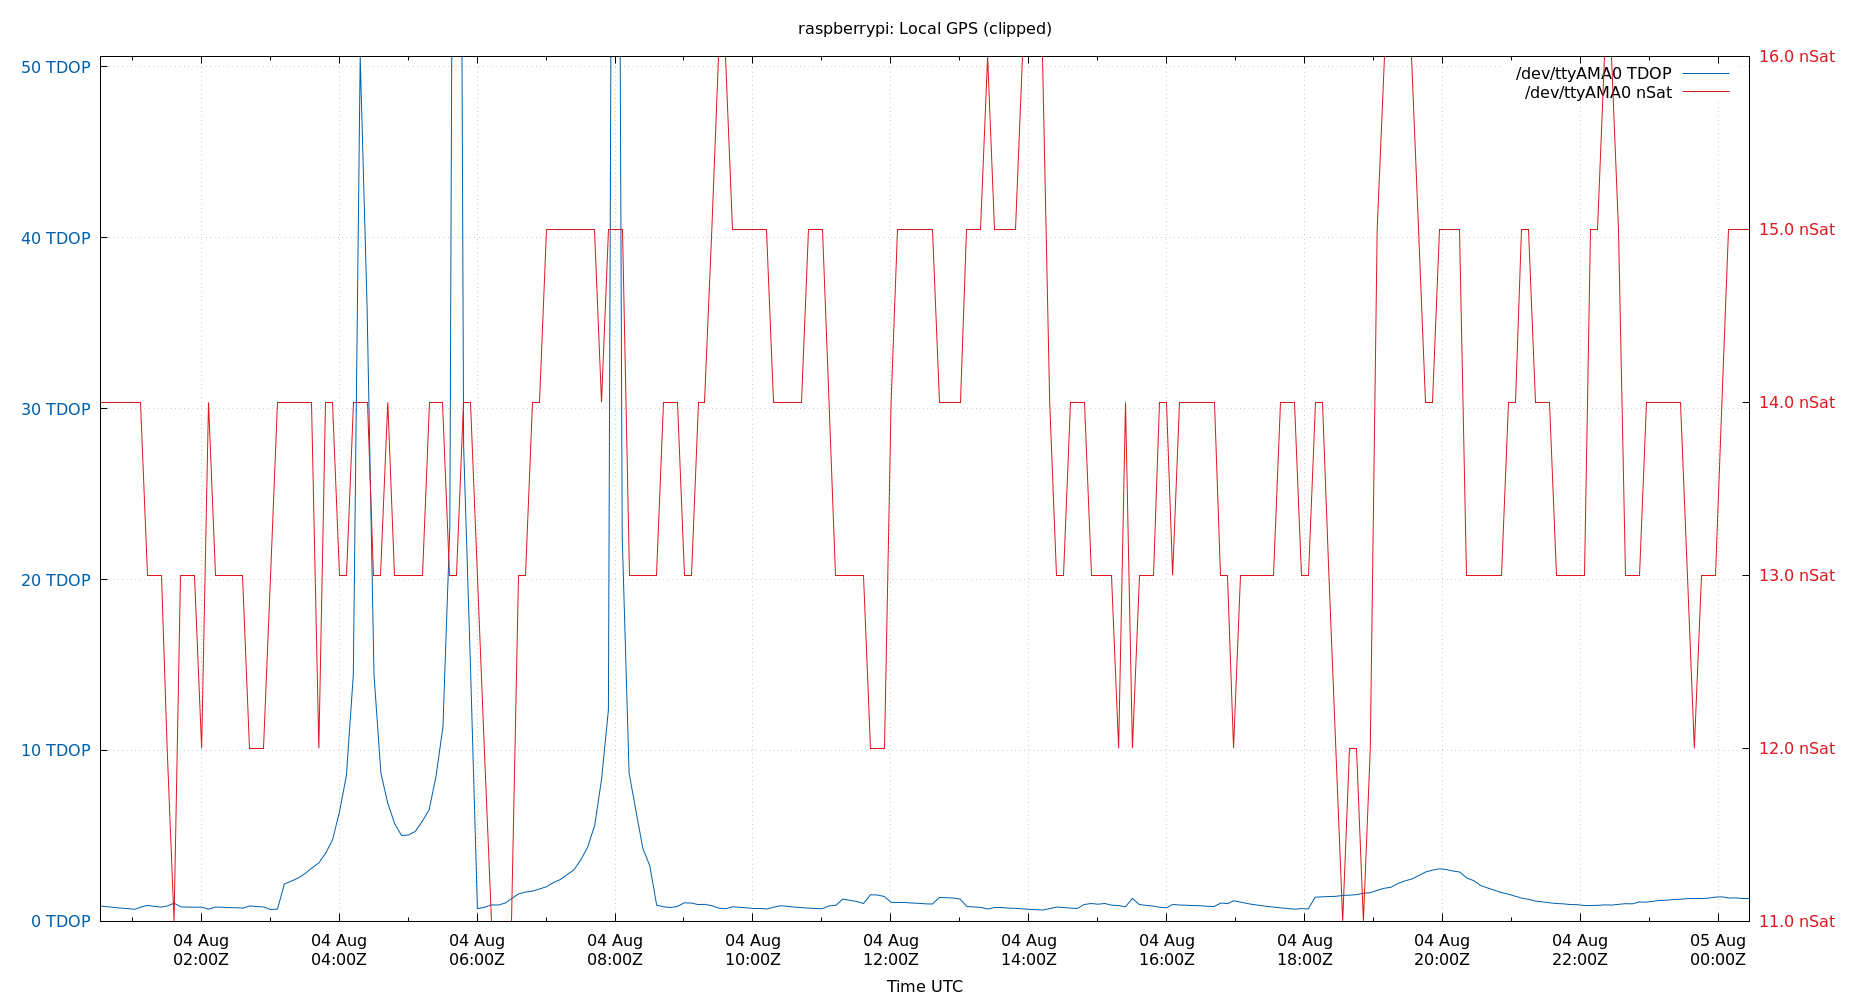 raspberrypi: Local GPS (clipped)
50 TDOP
40 TDOP
30 TDOP
20 TDOP
10 TDOP
0 TDOP
16.0 nSat
15.0 nSat
14.0 nSat
13.0 nSat
12.0 nSat
11.0 nSat
/dev/ttyAMA0 TDOP
/dev/ttyAMA0 nSat
04 Aug
02:00Z
04 Aug
04:00Z
04 Aug
06:00Z
04 Aug
08:00Z
04 Aug
10:00Z
04 Aug
12:00Z
04 Aug
14:00Z
04 Aug
16:00Z
04 Aug
18:00Z
04 Aug
20:00Z
04 Aug
22:00Z
05 Aug
00:00Z
Time UTC